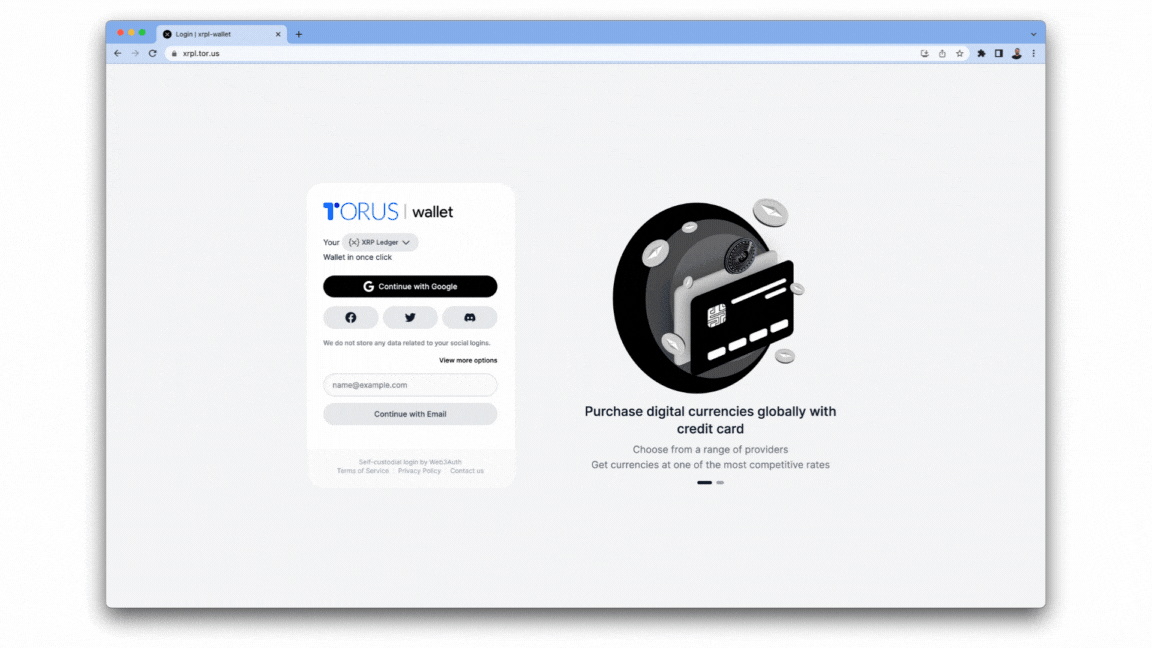 Login | xrpl-wallet
xrpl.tor.us
TORUS | wallet
Your {x} XRP Ledger
Wallet in once click
Continue with Google
We do not store any data related to your social logins.
View more options
name@example.com
Continue with Email
Self-custodial login by Web3Auth
Terms of Service | Privacy Policy | Contact us
Purchase digital currencies globally with
credit card
Choose from a range of providers
Get currencies at one of the most competitive rates